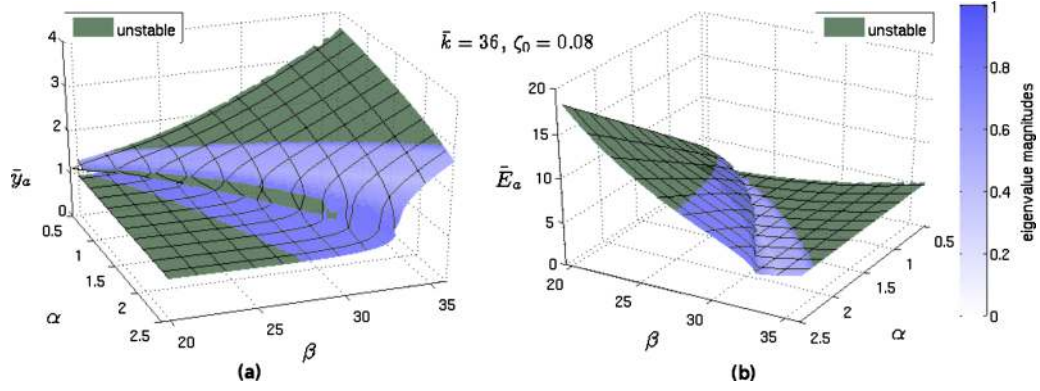 unstable
4
3
2
1
0
ȳₐ
0.5
1
1.5
2
2.5
α
20
25
30
35
β
(a)
k̄ = 36, ζ₀ = 0.08
unstable
20
15
10
5
0
Ēₐ
20
25
30
35
β
0.5
1
1.5
2
2.5
α
(b)
1
0.8
0.6
0.4
0.2
0
eigenvalue magnitudes